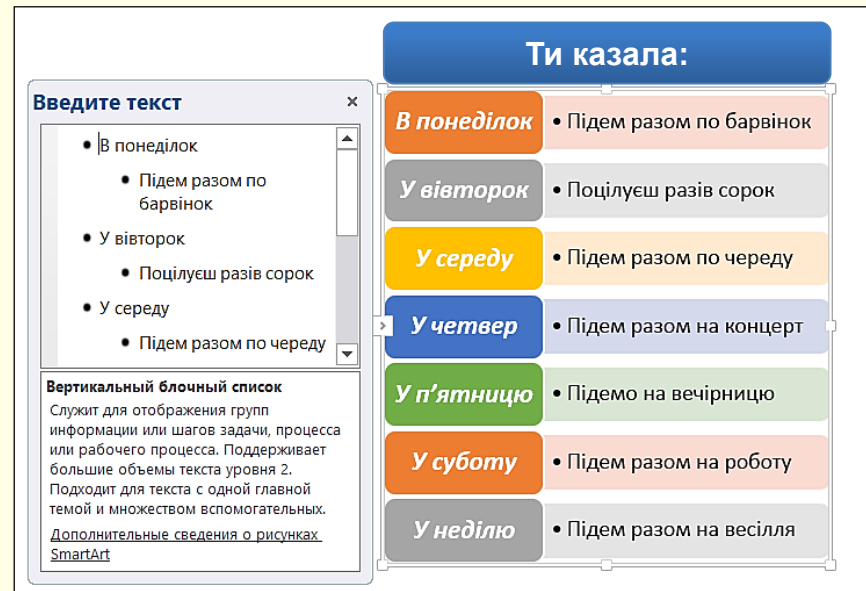 Ти казала:
Введите текст
• В понеділок
• Підем разом по
барвінок
• У вівторок
• Поцілуєш разів сорок
• У середу
• Підем разом по череду
Вертикальный блочный список
Служит для отображения групп
информации или шагов задачи, процесса
или рабочего процесса. Поддерживает
большие объемы текста уровня 2.
Подходит для текста с одной главной
темой и множеством вспомогательных.
Дополнительные сведения о рисунках
SmartArt
В понеділок • Підем разом по барвінок
У вівторок • Поцілуєш разів сорок
У середу • Підем разом по череду
У четвер • Підем разом на концерт
У п’ятницю • Підемо на вечірницю
У суботу • Підем разом на роботу
У неділю • Підем разом на весілля